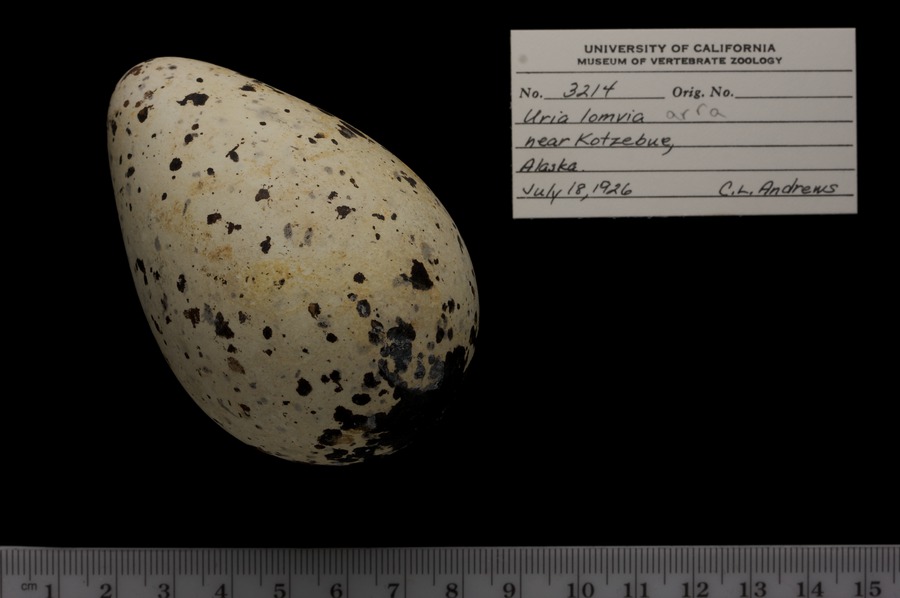 UNIVERSITY OF CALIFORNIA
MUSEUM OF VERTEBRATE ZOOLOGY
No. 3214 Orig. No.
Uria lomvia arra
near Kotzebue,
Alaska.
July 18, 1926 C.L. Andrews
cm 1 2 3 4 5 6 7 8 9 10 11 12 13 14 15